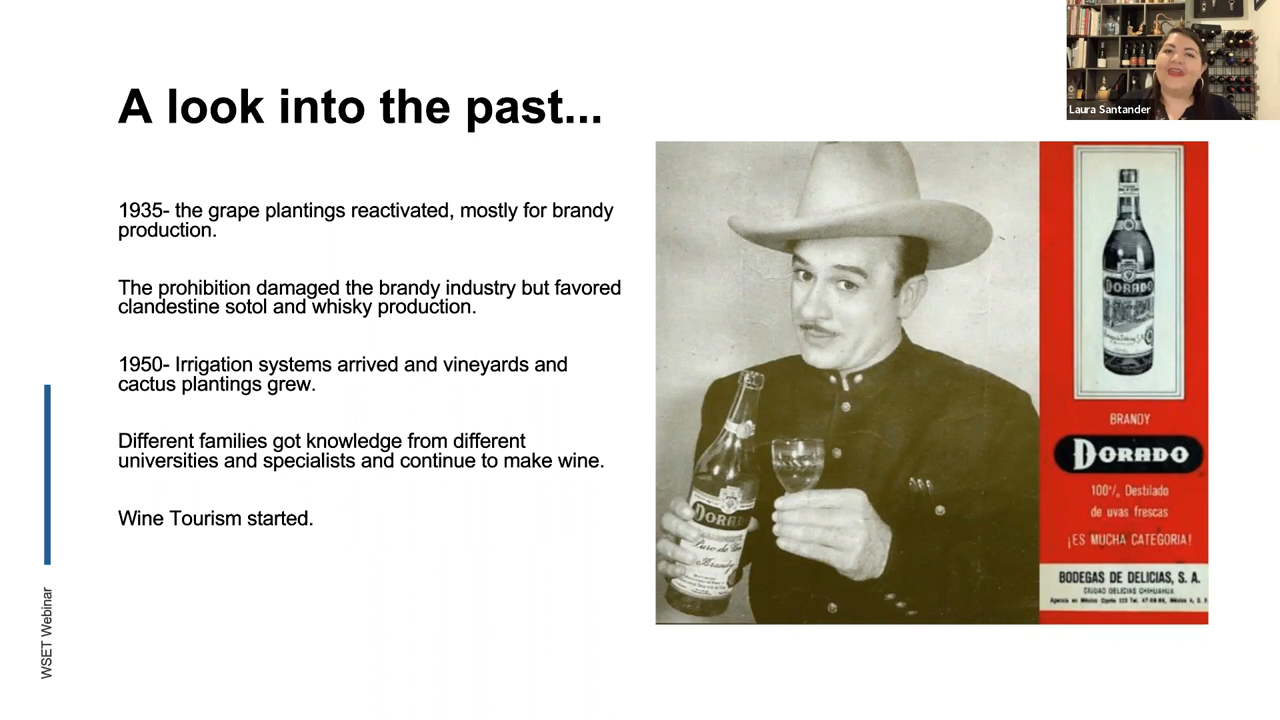 A look into the past...
Laura Santander
1935- the grape plantings reactivated, mostly for brandy
production.
The prohibition damaged the brandy industry but favored
clandestine sotol and whisky production.
1950- Irrigation systems arrived and vineyards and
cactus plantings grew.
Different families got knowledge from different
universities and specialists and continue to make wine.
Wine Tourism started.
WSET Webinar
DORADO
BRANDY
DORADO
100% Destilado
de uvas frescas
¡ES MUCHA CATEGORIA!
BODEGAS DE DELICIAS, S. A.
CIUDAD DELICIAS CHIHUAHUA
DORAD
Brandy